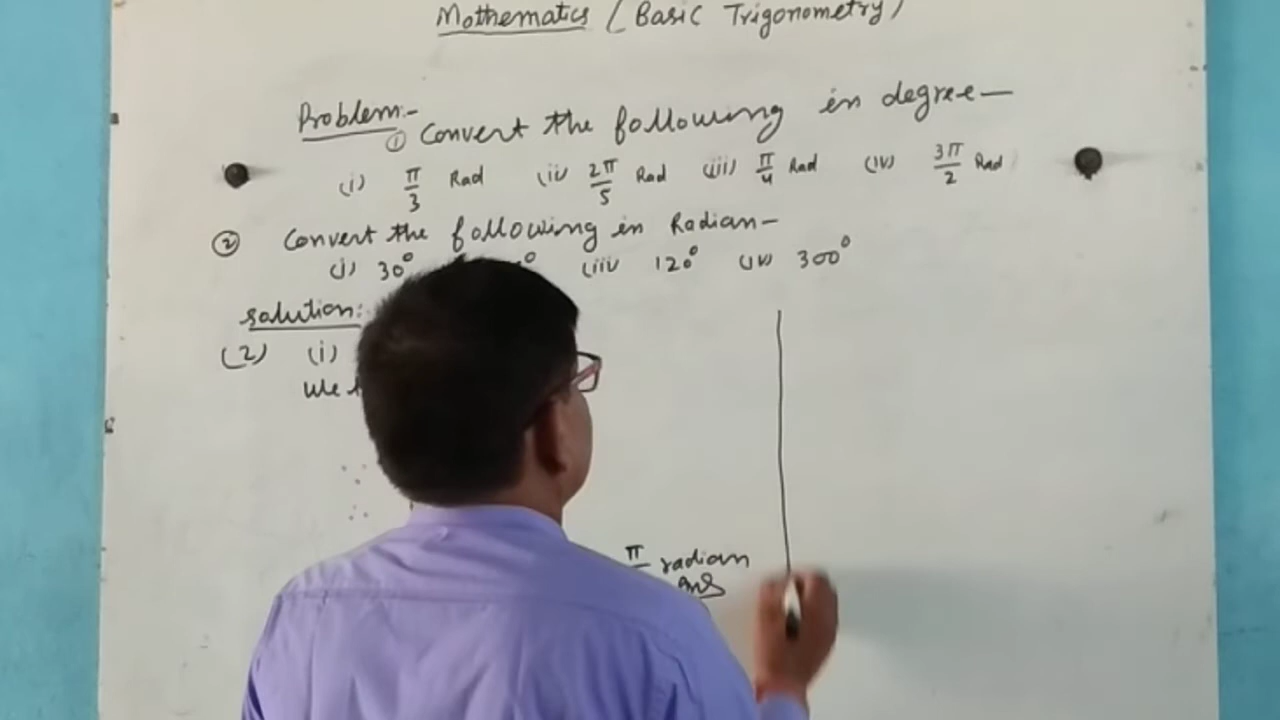 Mathematics (Basic Trigonometry)
Problem:-
① Convert the following in degree—
(i) π/3 Rad (ii) 2π/5 Rad (iii) π/4 Rad (iv) 3π/2 Rad
② Convert the following in Radian—
(i) 30° (iii) 120° (iv) 300°
Solution:
(2) (i)
We
π radian
ans